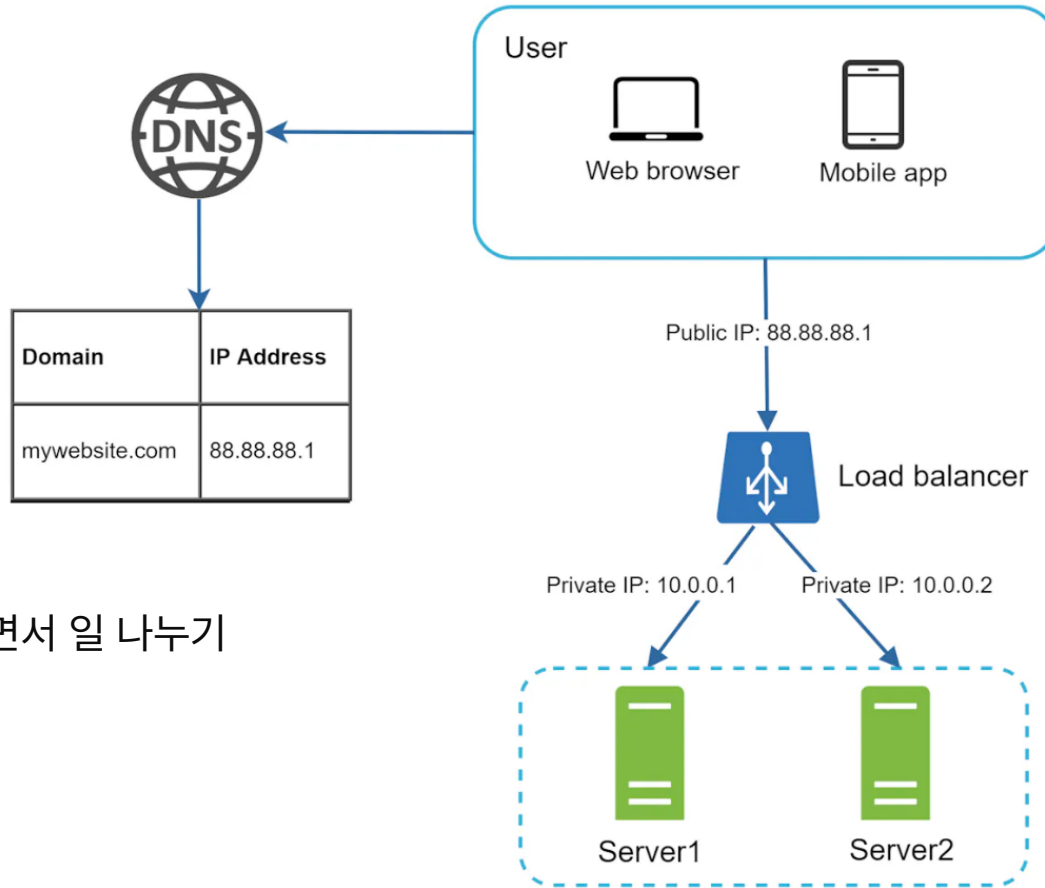 User
DNS
Web browser
Mobile app
Public IP: 88.88.88.1
Domain
IP Address
mywebsite.com
88.88.88.1
Load balancer
Private IP: 10.0.0.1
Private IP: 10.0.0.2
일 나누기
Server1
Server2